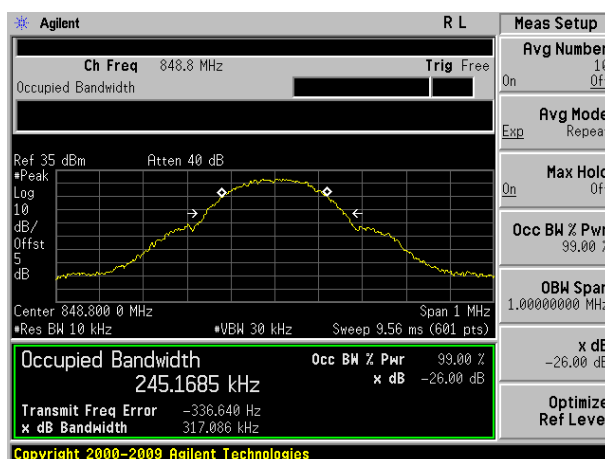 Agilent R L
Ch Freq 848.8 MHz Trig Free
Occupied Bandwidth
Ref 35 dBm Atten 40 dB
#Peak
Log
10
dB/
Offst
5
dB
Center 848.800 0 MHz Span 1 MHz
#Res BW 10 kHz #VBW 30 kHz Sweep 9.56 ms (601 pts)
Occupied Bandwidth Occ BW % Pwr 99.00 %
245.1685 kHz x dB -26.00 dB
Transmit Freq Error -336.640 Hz
x dB Bandwidth 317.086 kHz
Copyright 2000-2009 Agilent Technologies
Meas Setup
Avg Number
10
On Off
Avg Mode
Exp Repeat
Max Hold
On Off
Occ BW % Pwr
99.00 %
OBW Span
1.00000000 MHz
x dB
-26.00 dB
Optimize
Ref Level